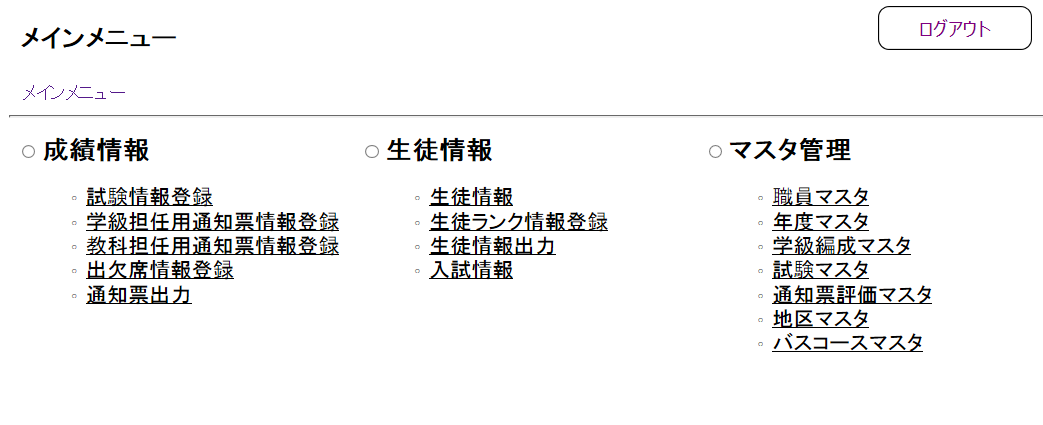 メインメニュー
ログアウト
メインメニュー
成績情報
試験情報登録
学級担任用通知票情報登録
教科担任用通知票情報登録
出欠席情報登録
通知票出力
生徒情報
生徒情報
生徒ランク情報登録
生徒情報出力
入試情報
マスタ管理
職員マスタ
年度マスタ
学級編成マスタ
試験マスタ
通知票評価マスタ
地区マスタ
バスコースマスタ